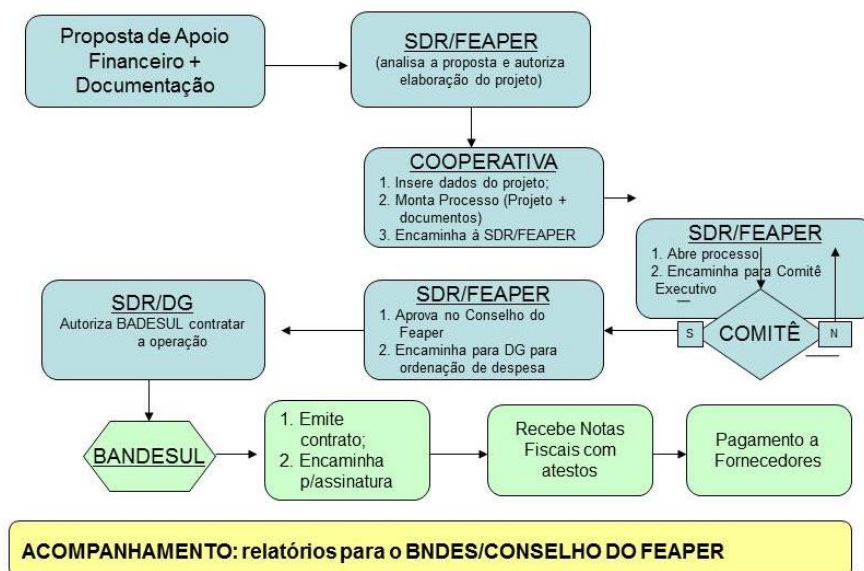 Proposta de Apoio
Financeiro +
Documentação
SDR/FEAPER
(analisa a proposta e autoriza
elaboração do projeto)
COOPERATIVA
1. Insere dados do projeto;
2. Monta Processo (Projeto +
documentos)
3. Encaminha à SDR/FEAPER
SDR/FEAPER
1. Abre processo
2. Encaminha para Comitê
Executivo
S
COMITÊ
N
SDR/FEAPER
1. Aprova no Conselho do
Feaper
2. Encaminha para DG para
ordenação de despesa
SDR/DG
Autoriza BADESUL contratar
a operação
BANDESUL
1. Emite
contrato;
2. Encaminha
p/assinatura
Recebe Notas
Fiscais com
atestos
Pagamento a
Fornecedores
ACOMPANHAMENTO: relatórios para o BNDES/CONSELHO DO FEAPER